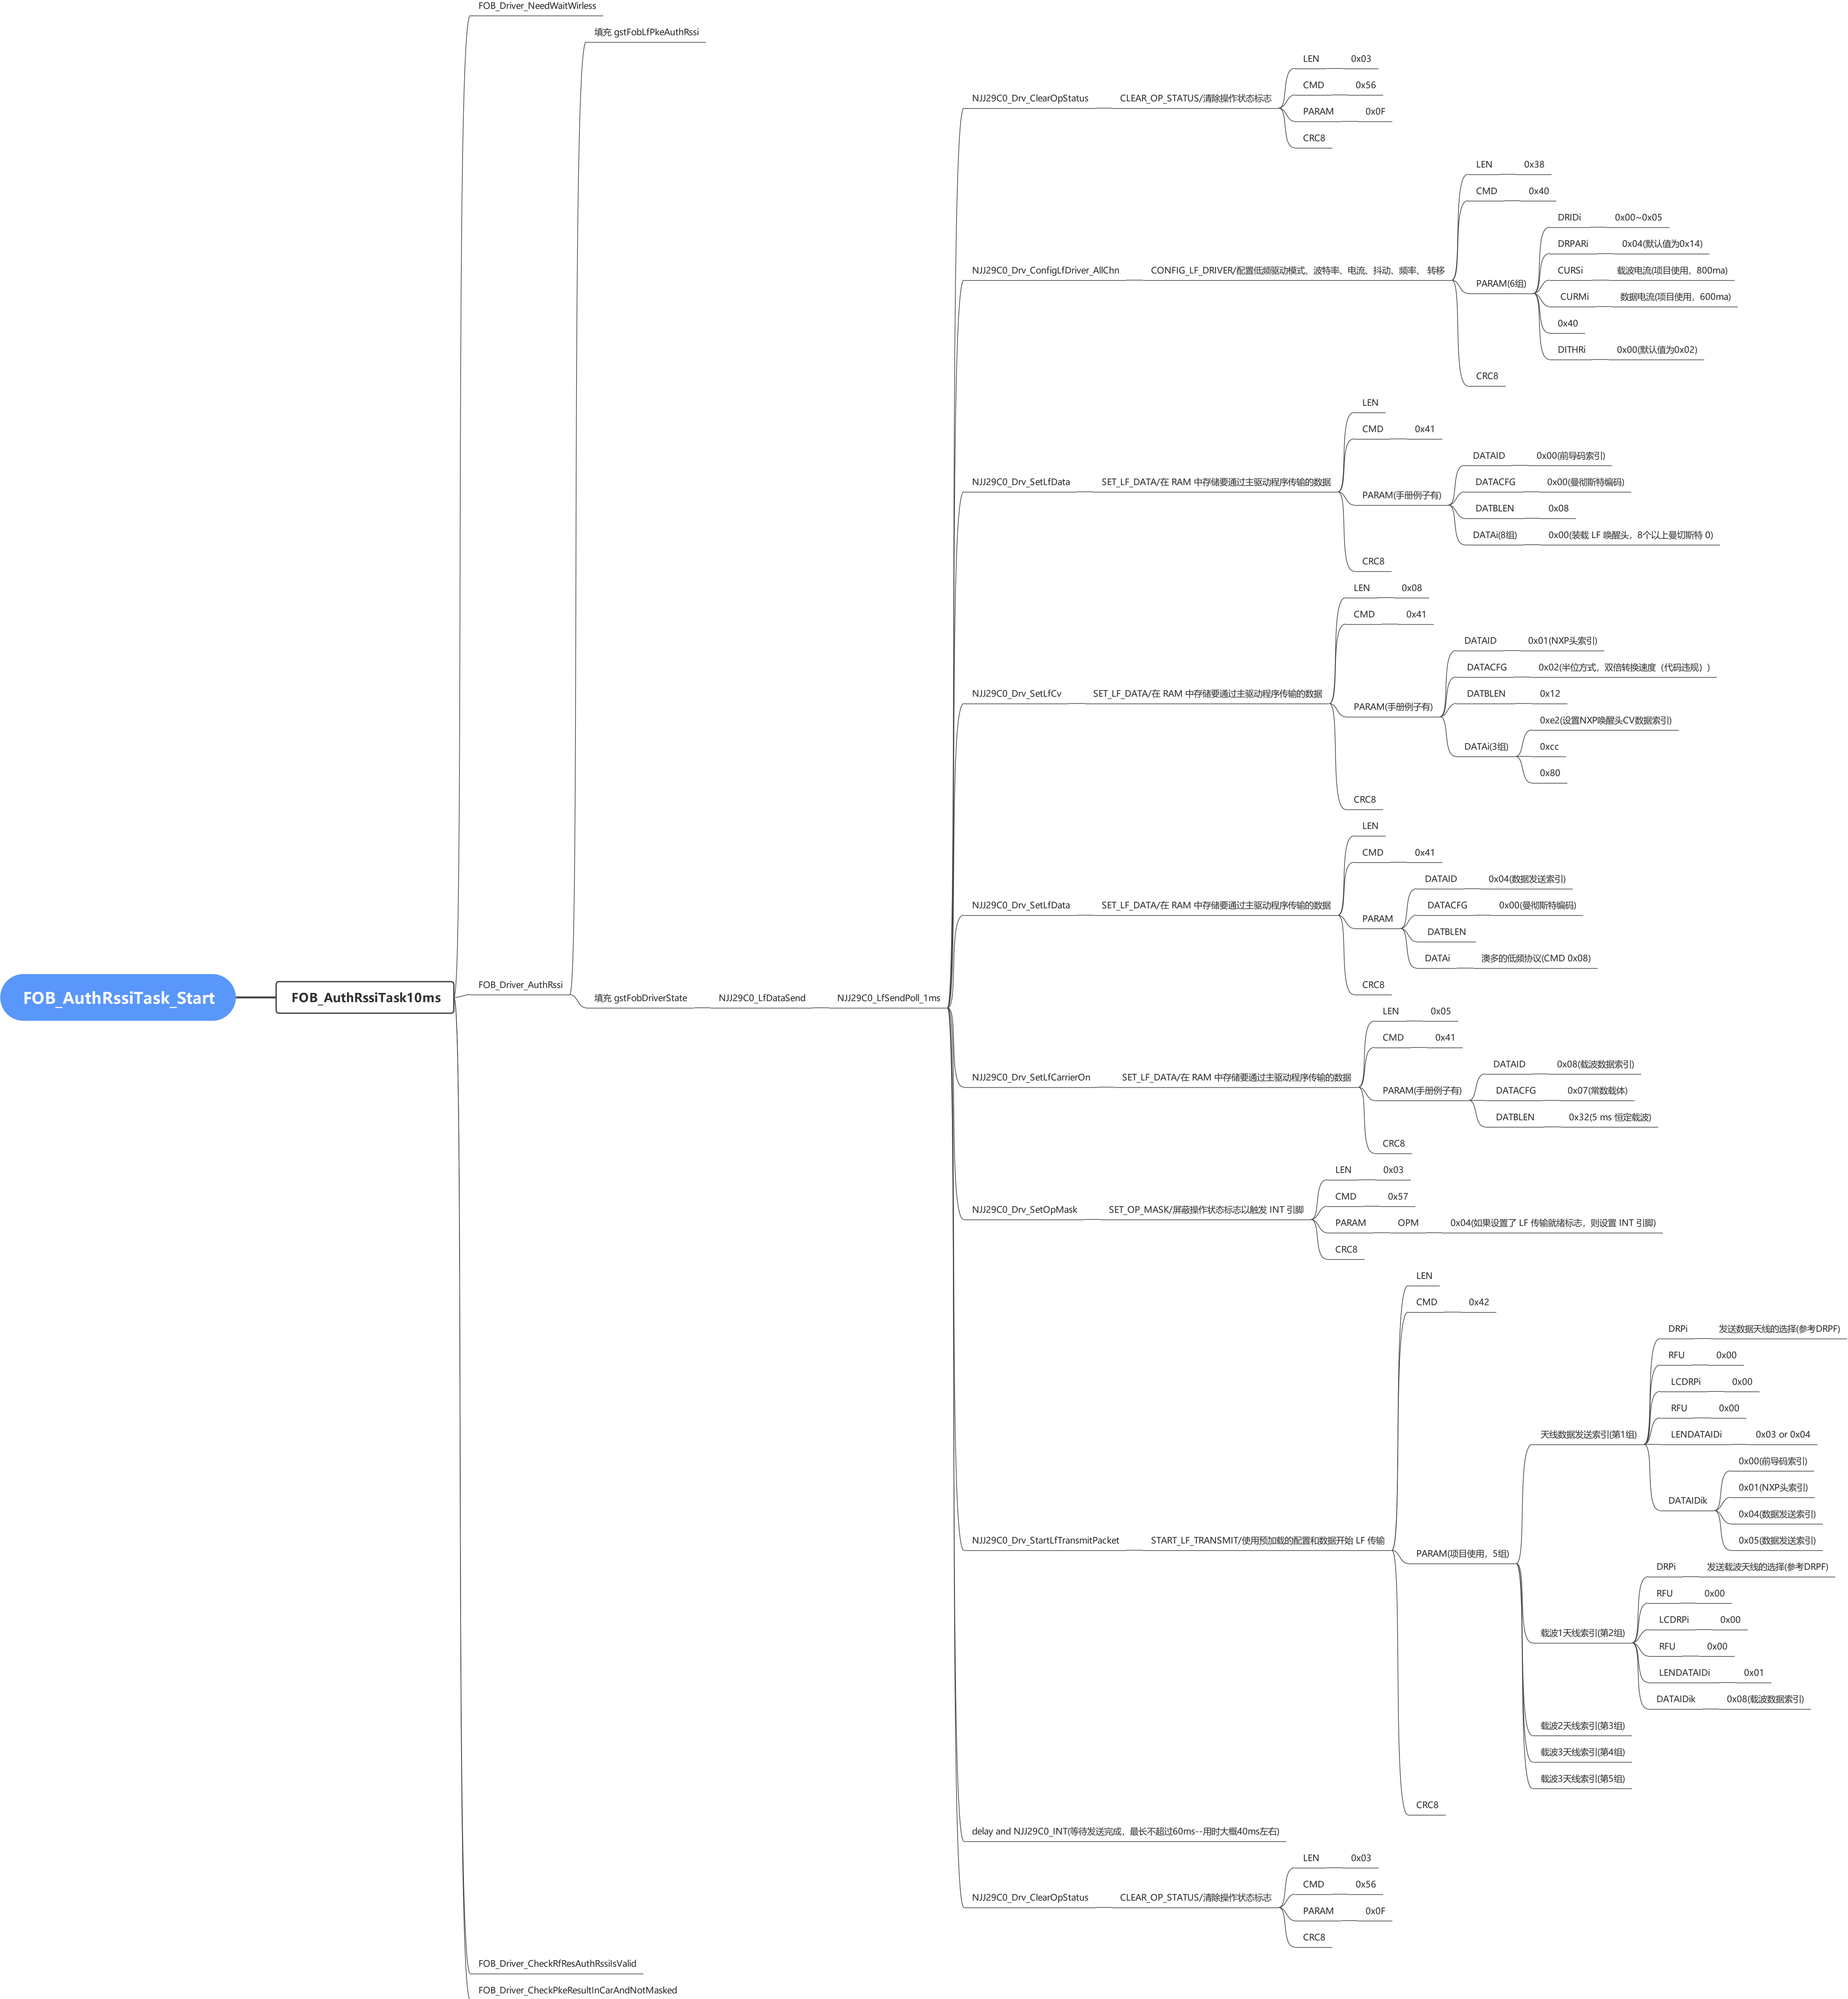 FOB_AuthRssiTask_Start
FOB_AuthRssiTask10ms
FOB_Driver_NeedWaitWirless
FOB_Driver_AuthRssi
填充 gstFobLfPkeAuthRssi
填充 gstFobDriverState
NJJ29C0_LfDataSend
NJJ29C0_LfSendPoll_1ms
NJJ29C0_Drv_ClearOpStatus
CLEAR_OP_STATUS/清除操作状态标志
LEN 0x03
CMD 0x56
PARAM 0x0F
CRC8
NJJ29C0_Drv_ConfigLfDriver_AllChn
CONFIG_LF_DRIVER/配置低频驱动模式、波特率、电流、抖动、频率、 转移
LEN 0x38
CMD 0x40
PARAM(6组)
DRIDi 0x00~0x05
DRPARi 0x04(默认值为0x14)
CURSi 载波电流(项目使用，800ma)
CURMi 数据电流(项目使用，600ma)
0x40
DITHRi 0x00(默认值为0x02)
CRC8
NJJ29C0_Drv_SetLfData
SET_LF_DATA/在 RAM 中存储要通过主驱动程序传输的数据
LEN
CMD 0x41
PARAM(手册例子有)
DATAID 0x00(前导码索引)
DATACFG 0x00(曼彻斯特编码)
DATBLEN 0x08
DATAi(8组) 0x00(装载 LF 唤醒头，8个以上曼切斯特 0)
CRC8
NJJ29C0_Drv_SetLfCv
SET_LF_DATA/在 RAM 中存储要通过主驱动程序传输的数据
LEN 0x08
CMD 0x41
PARAM(手册例子有)
DATAID 0x01(NXP头索引)
DATACFG 0x02(半位方式，双倍转换速度（代码违规）)
DATBLEN 0x12
DATAi(3组)
0xe2(设置NXP唤醒头CV数据索引)
0xcc
0x80
CRC8
NJJ29C0_Drv_SetLfData
SET_LF_DATA/在 RAM 中存储要通过主驱动程序传输的数据
LEN
CMD 0x41
PARAM
DATAID 0x04(数据发送索引)
DATACFG 0x00(曼彻斯特编码)
DATBLEN
DATAi 澳多的低频协议(CMD 0x08)
CRC8
NJJ29C0_Drv_SetLfCarrierOn
SET_LF_DATA/在 RAM 中存储要通过主驱动程序传输的数据
LEN 0x05
CMD 0x41
PARAM(手册例子有)
DATAID 0x08(载波数据索引)
DATACFG 0x07(常数载体)
DATBLEN 0x32(5 ms 恒定载波)
CRC8
NJJ29C0_Drv_SetOpMask
SET_OP_MASK/屏蔽操作状态标志以触发 INT 引脚
LEN 0x03
CMD 0x57
PARAM OPM 0x04(如果设置了 LF 传输就绪标志，则设置 INT 引脚)
CRC8
NJJ29C0_Drv_StartLfTransmitPacket
START_LF_TRANSMIT/使用预加载的配置和数据开始 LF 传输
LEN
CMD 0x42
PARAM(项目使用，5组)
天线数据发送索引(第1组)
DRPi 发送数据天线的选择(参考DRPF)
RFU 0x00
LCDRPi 0x00
RFU 0x00
LENDATAIDi 0x03 or 0x04
DATAIDik
0x00(前导码索引)
0x01(NXP头索引)
0x04(数据发送索引)
0x05(数据发送索引)
载波1天线索引(第2组)
DRPi 发送载波天线的选择(参考DRPF)
RFU 0x00
LCDRPi 0x00
RFU 0x00
LENDATAIDi 0x01
DATAIDik 0x08(载波数据索引)
载波2天线索引(第3组)
载波3天线索引(第4组)
载波3天线索引(第5组)
CRC8
delay and NJJ29C0_INT(等待发送完成，最长不超过60ms--用时大概40ms左右)
NJJ29C0_Drv_ClearOpStatus
CLEAR_OP_STATUS/清除操作状态标志
LEN 0x03
CMD 0x56
PARAM 0x0F
CRC8
FOB_Driver_CheckRfResAuthRssiIsValid
FOB_Driver_CheckPkeResultInCarAndNotMasked